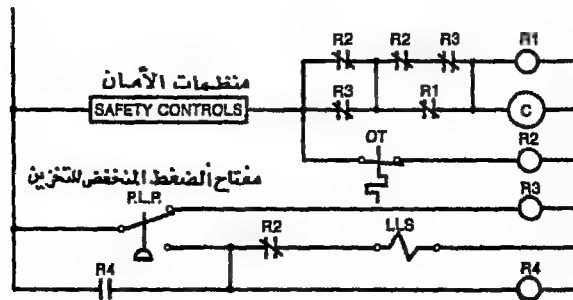 R2 R2 R3 R1
منظمات الأمان
SAFETY CONTROLS
R3 R1 C
OT R2
مفتاح الضغط المنخفض للتخزين
P.L.P. R3
R2 LLS
R4 R4